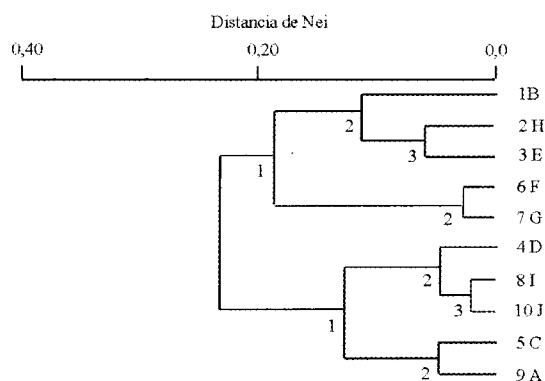 Distancia de Nei
0,40 0,20 0,0
1B
2
2 H
3
3 E
1
6 F
2
7 G
4 D
2
8 I
3
10 J
1
5 C
2
9 A